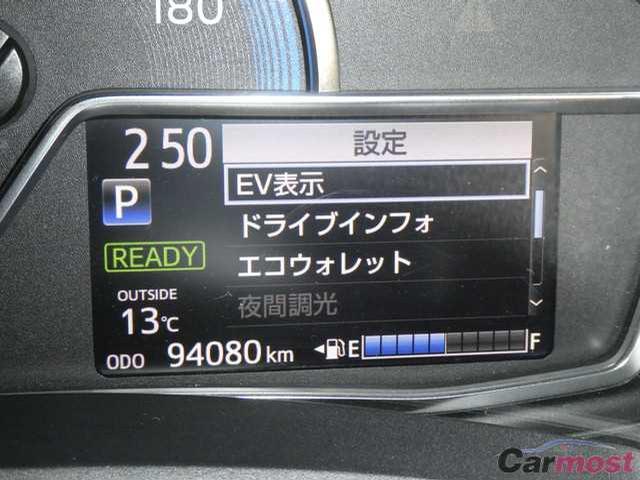 180
2 50
設定
P
EV表示
ドライブインフォ
READY
エコウォレット
OUTSIDE
13℃
夜間調光
ODO 94080 km
E F
Carmost